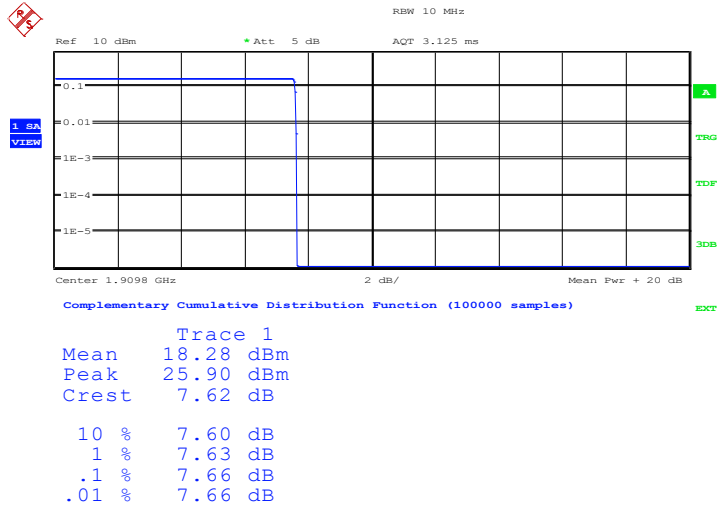 R
S
RBW 10 MHz
Ref 10 dBm * Att 5 dB AQT 3.125 ms
0.1
A
1 SA
VIEW
0.01
TRG
1E-3
TDF
1E-4
1E-5
3DB
Center 1.9098 GHz 2 dB/ Mean Pwr + 20 dB
Complementary Cumulative Distribution Function (100000 samples)
EXT
Trace 1
Mean 18.28 dBm
Peak 25.90 dBm
Crest 7.62 dB
10 % 7.60 dB
1 % 7.63 dB
.1 % 7.66 dB
.01 % 7.66 dB